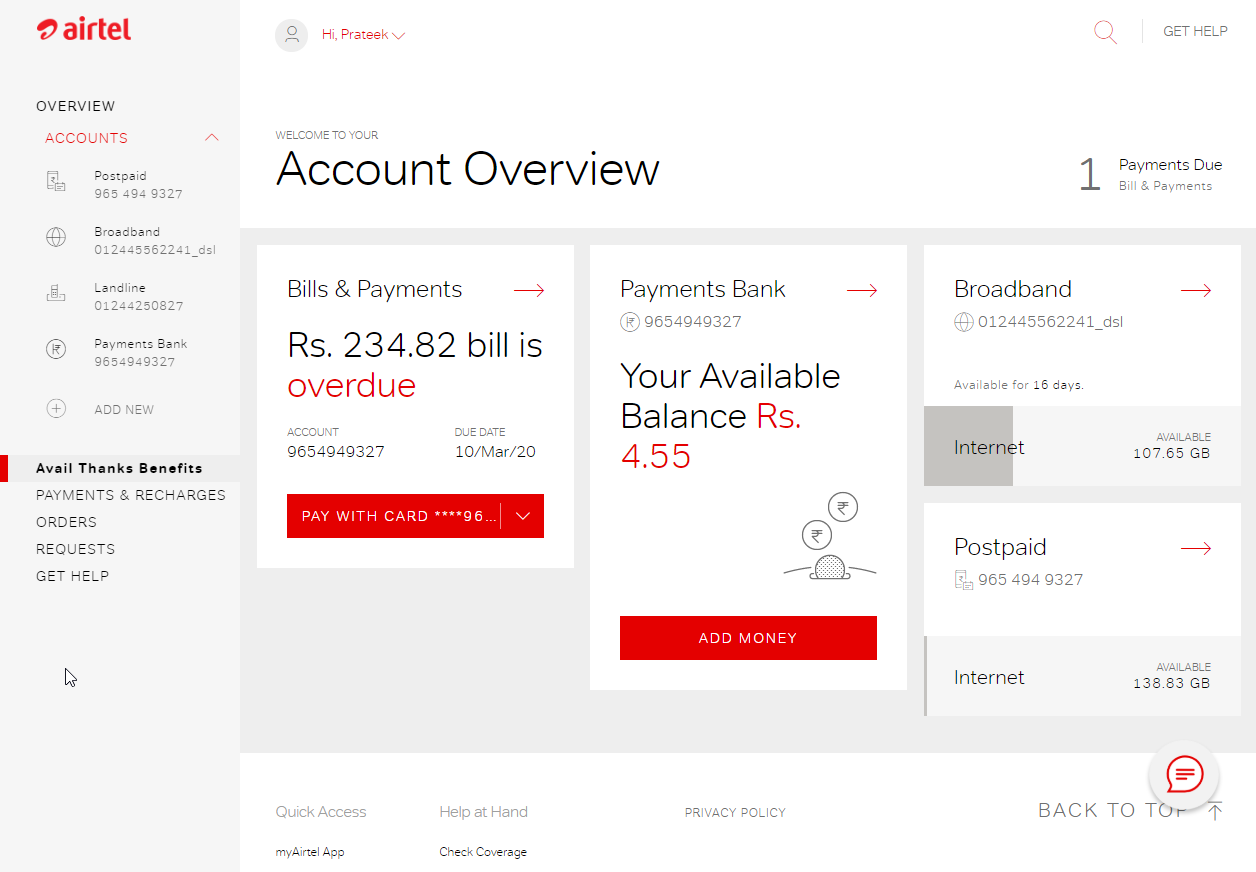 airtel
Hi, Prateek
GET HELP
OVERVIEW
ACCOUNTS
Postpaid
965 494 9327
Broadband
012445562241_dsl
Landline
01244250827
Payments Bank
9654949327
ADD NEW
Avail Thanks Benefits
PAYMENTS & RECHARGES
ORDERS
REQUESTS
GET HELP
WELCOME TO YOUR
Account Overview
1
Payments Due
Bill & Payments
Bills & Payments
Rs. 234.82 bill is
overdue
ACCOUNT
9654949327
DUE DATE
10/Mar/20
PAY WITH CARD ****96...
Payments Bank
9654949327
Your Available
Balance Rs.
4.55
ADD MONEY
Broadband
012445562241_dsl
Available for 16 days.
Internet
AVAILABLE
107.65 GB
Postpaid
965 494 9327
Internet
AVAILABLE
138.83 GB
Quick Access
myAirtel App
Help at Hand
Check Coverage
PRIVACY POLICY
BACK TO TOP